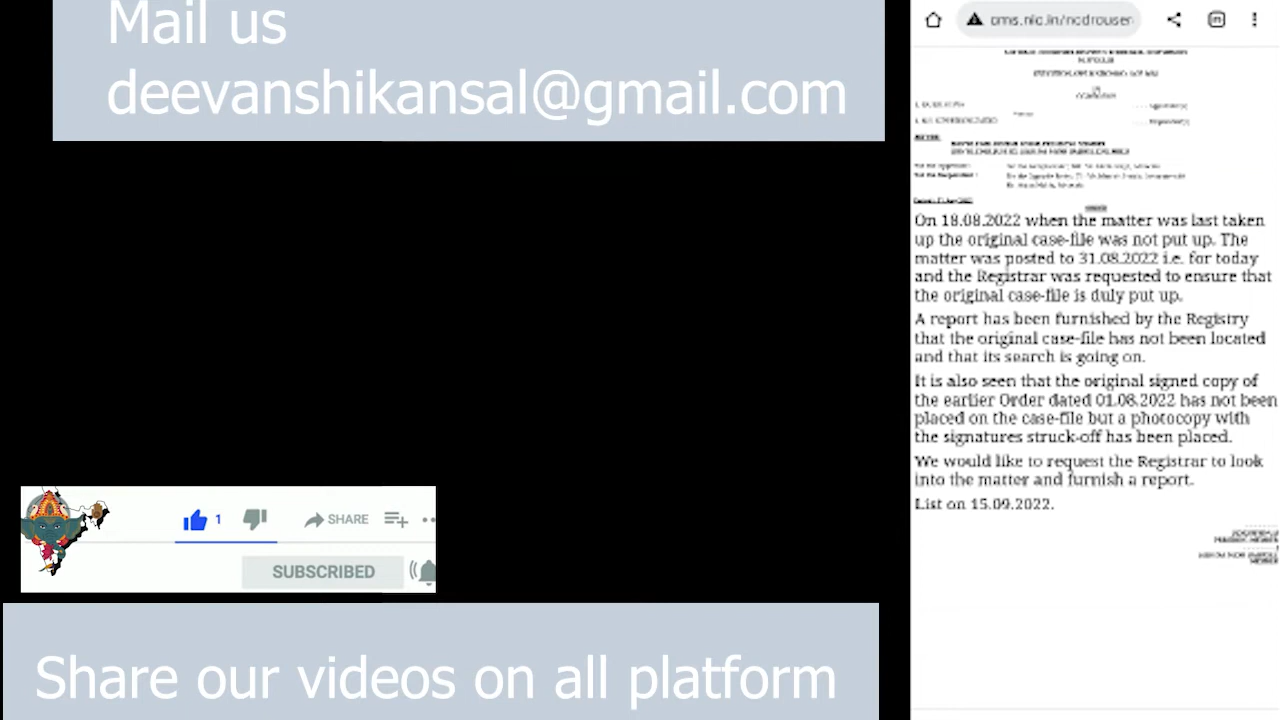 Mail us
deevanshikansal@gmail.com
cms.nic.in/ncdrcuser
On 18.08.2022 when the matter was last taken
up the original case-file was not put up. The
matter was posted to 31.08.2022 i.e. for today
and the Registrar was requested to ensure that
the original case-file is duly put up.
A report has been furnished by the Registry
that the original case-file has not been located
and that its search is going on.
It is also seen that the original signed copy of
the earlier Order dated 01.08.2022 has not been
placed on the case-file but a photocopy with
the signatures struck-off has been placed.
We would like to request the Registrar to look
into the matter and furnish a report.
List on 15.09.2022.
1
SHARE
SUBSCRIBED
Share our videos on all platform